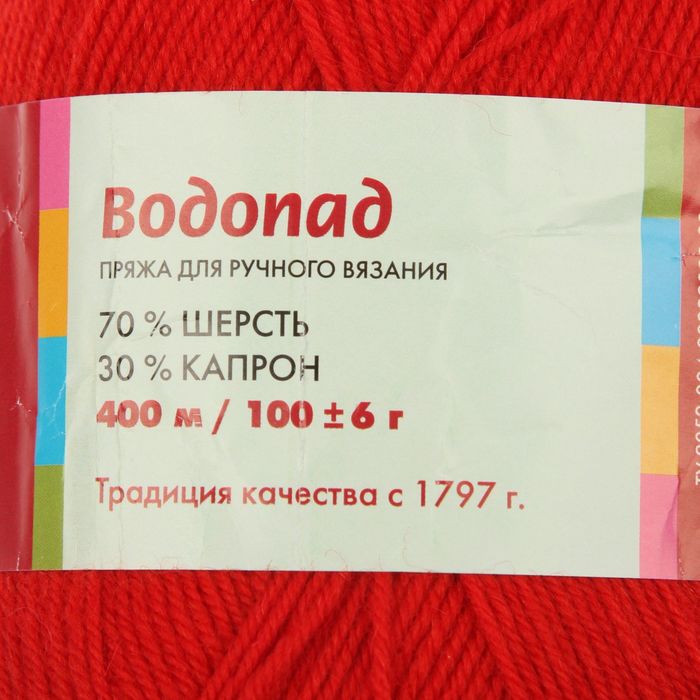 Водопад
ПРЯЖА ДЛЯ РУЧНОГО ВЯЗАНИЯ
70 % ШЕРСТЬ
30 % КАПРОН
400 м / 100 ± 6 г
Традиция качества с 1797 г.